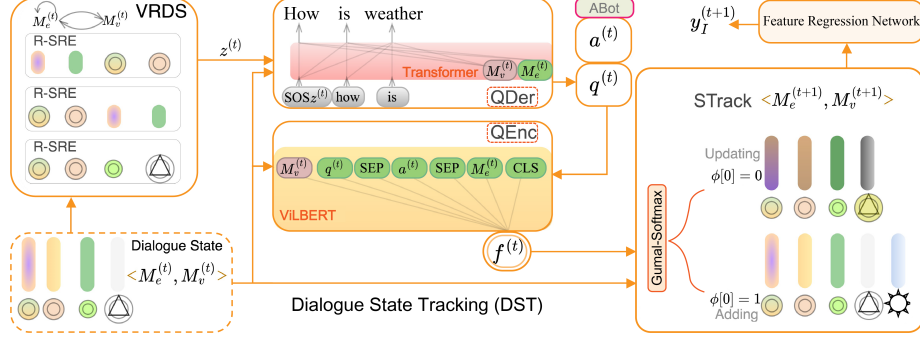 VRDS
M_e^{(t)} M_v^{(t)}
R-SRE
R-SRE
R-SRE
z^{(t)}
Dialogue State
<M_e^{(t)}, M_v^{(t)}>
How is weather
Transformer M_v^{(t)} M_e^{(t)}
SOS z^{(t)} how is
QDer
QEnc
M_v^{(t)} q^{(t)} SEP a^{(t)} SEP M_e^{(t)} CLS
ViLBERT
f^{(t)}
Dialogue State Tracking (DST)
ABot
a^{(t)}
q^{(t)}
y_I^{(t+1)}
Feature Regression Network
STrack <M_e^{(t+1)}, M_v^{(t+1)}>
Gumal-Softmax
Updating
ϕ[0] = 0
ϕ[0] = 1
Adding